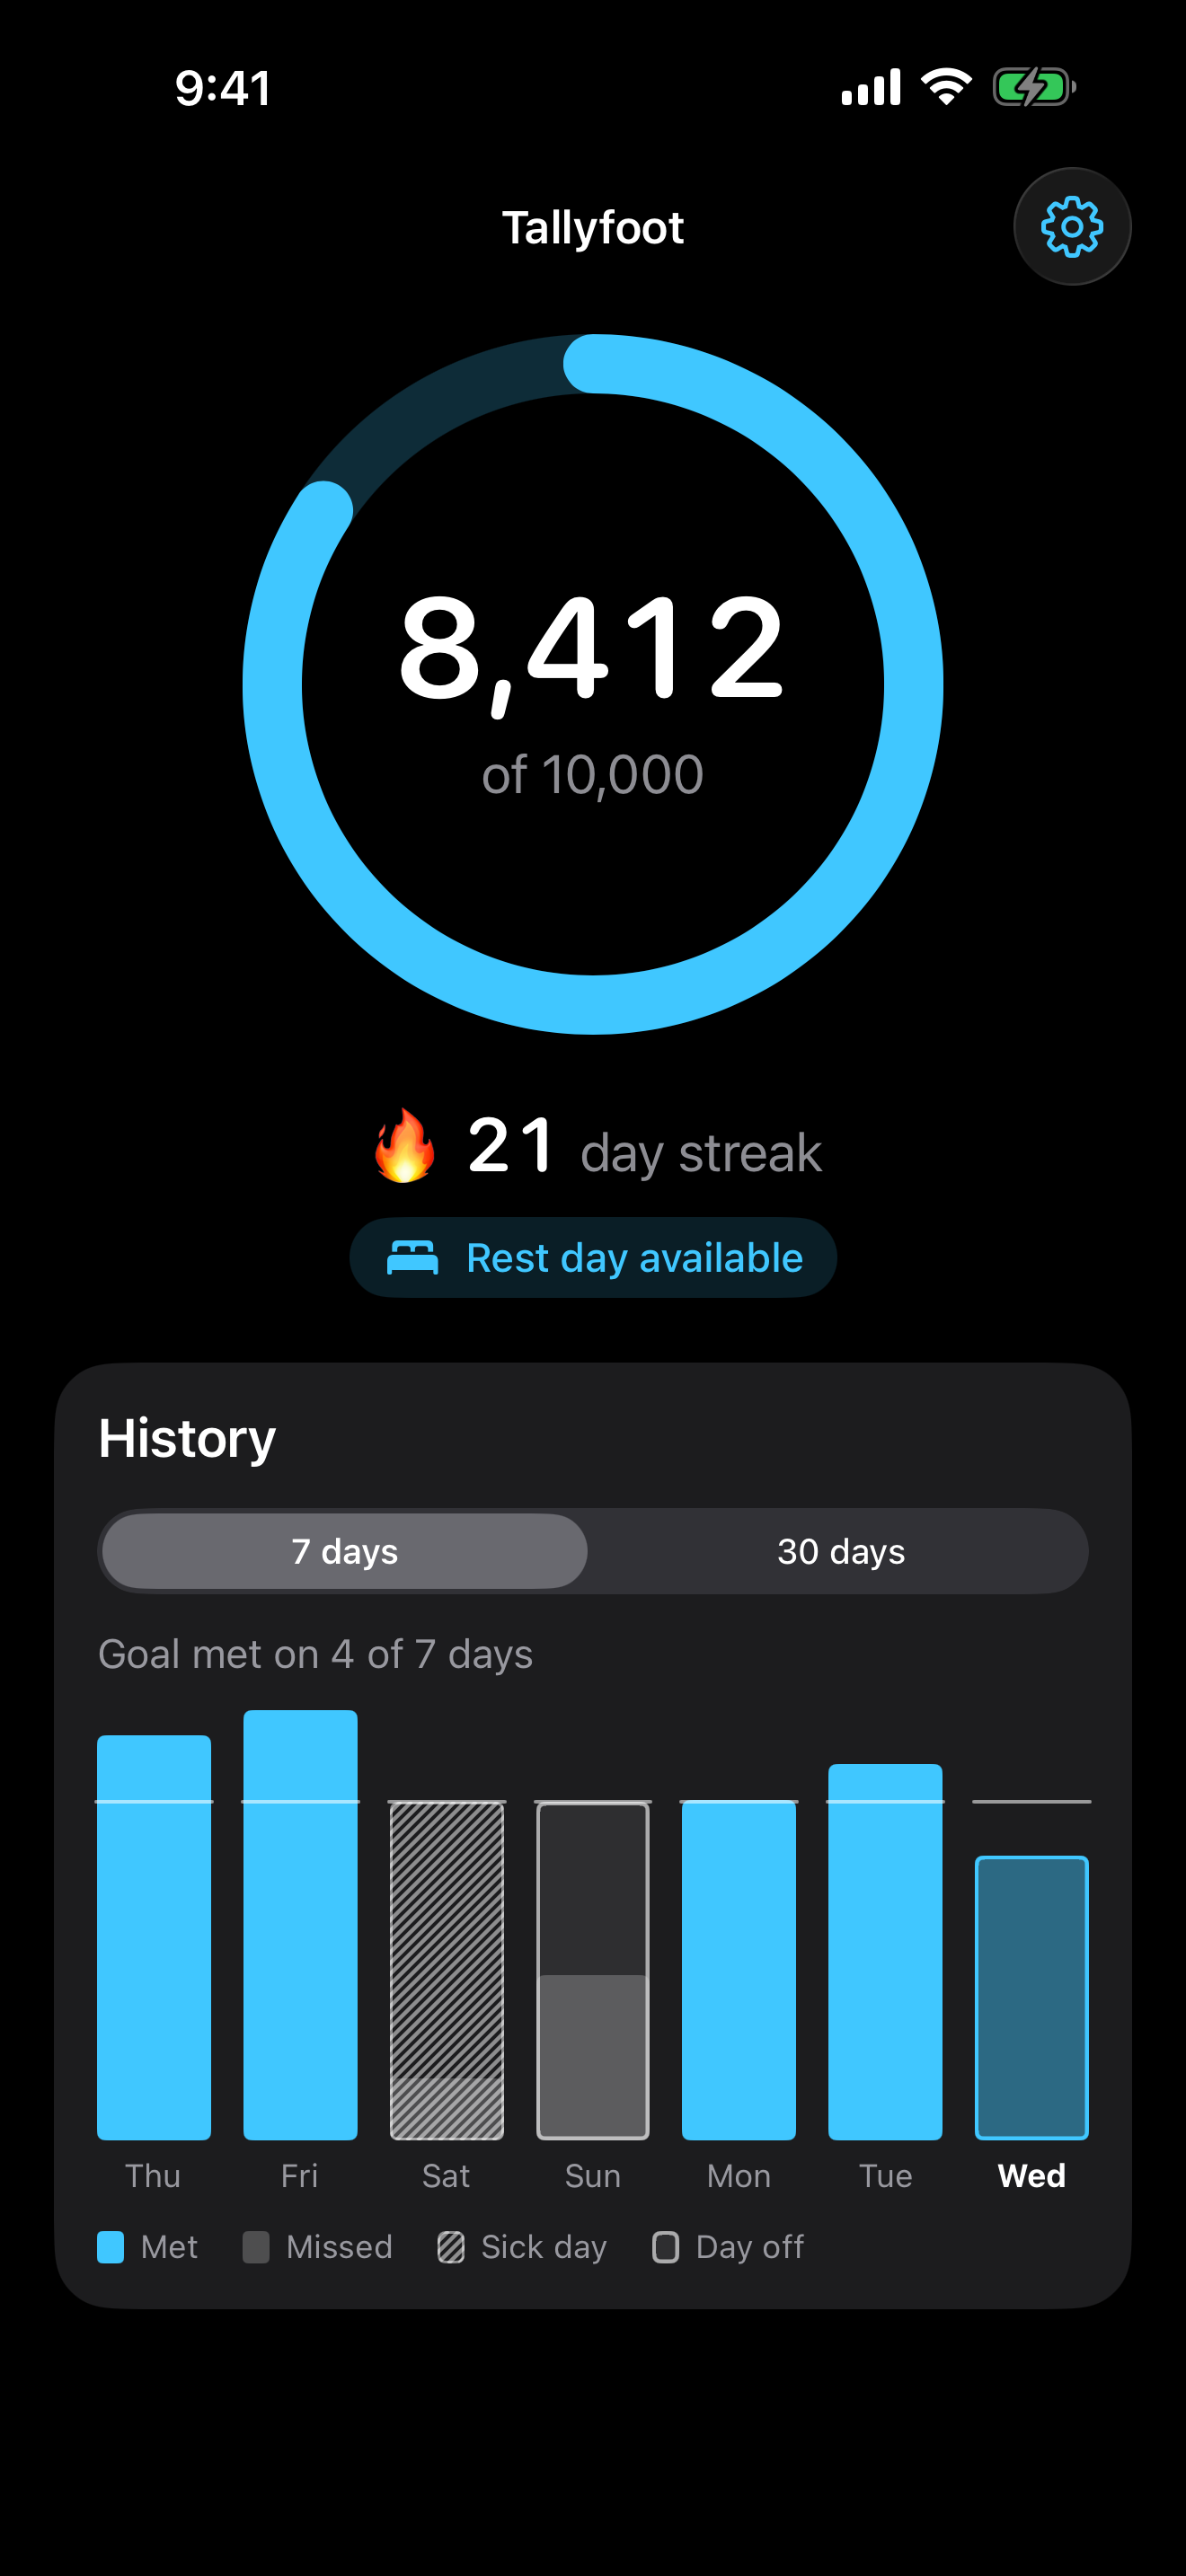 9:41
Tallyfoot
8,412
of 10,000
21 day streak
Rest day available
History
7 days 30 days
Goal met on 4 of 7 days
Thu Fri Sat Sun Mon Tue Wed
Met Missed Sick day Day off